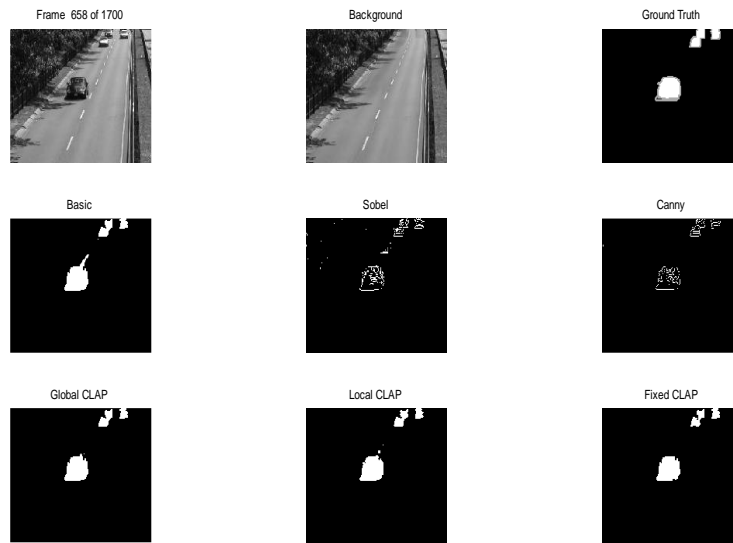 Frame 658 of 1700
Background
Ground Truth
Basic
Sobel
Canny
Global CLAP
Local CLAP
Fixed CLAP